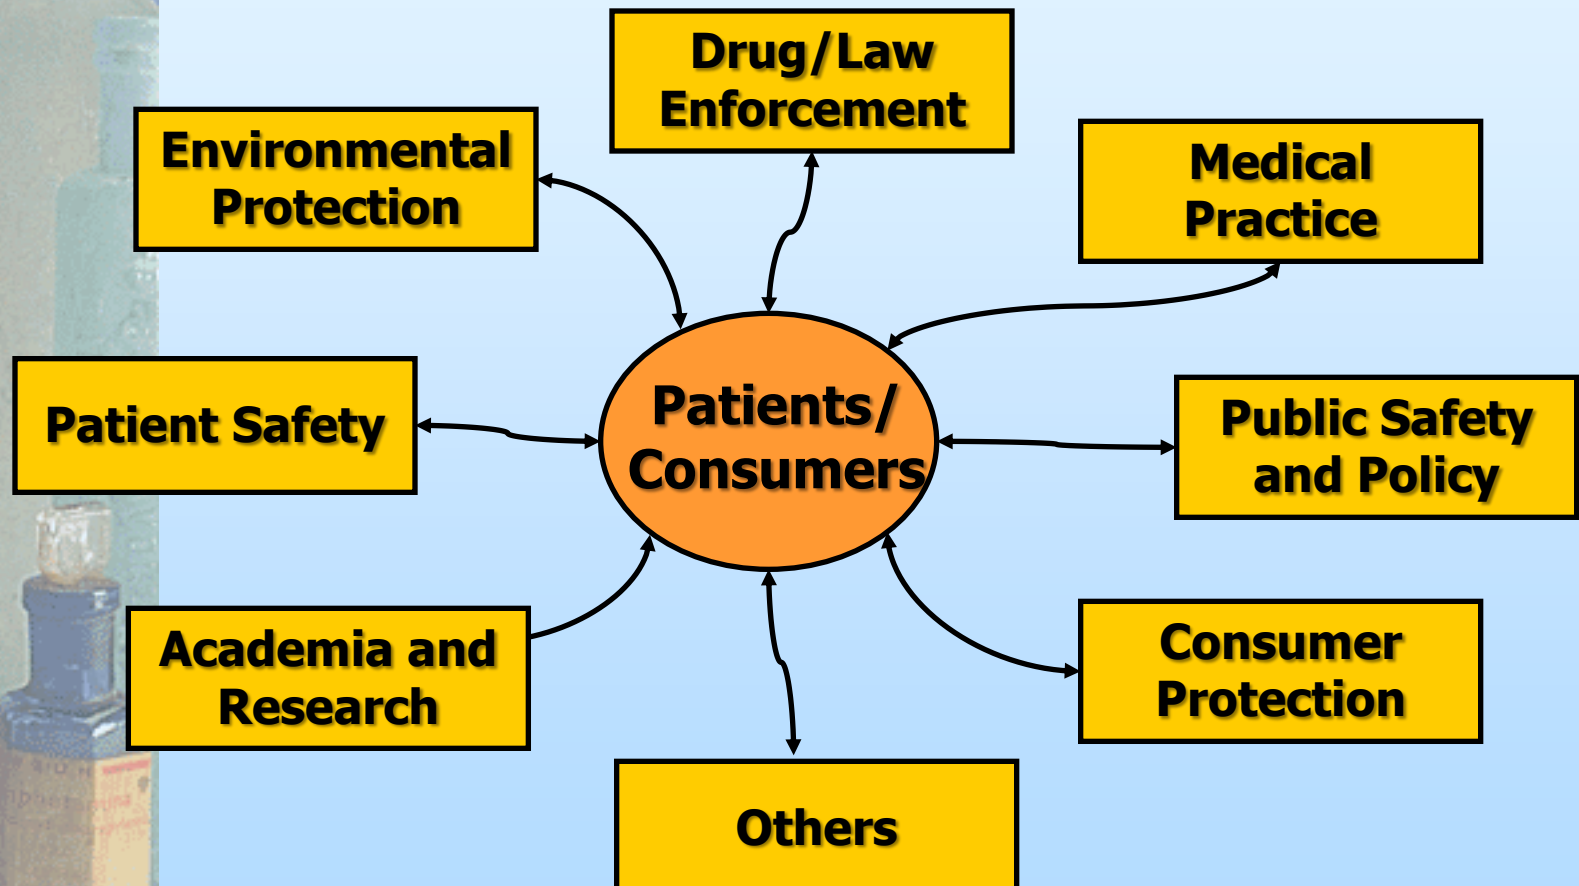 Drug/Law
Enforcement
Environmental
Protection
Medical
Practice
Patient Safety
Patients/
Consumers
Public Safety
and Policy
Academia and
Research
Consumer
Protection
Others